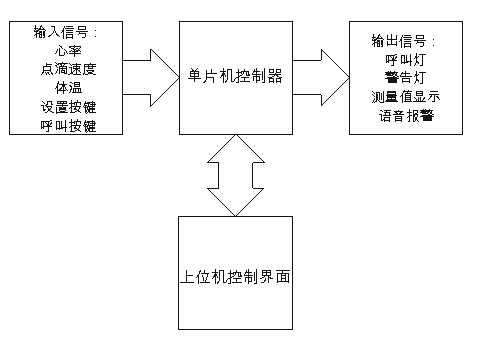 输入信号：
心率
点滴速度
体温
设置按键
呼叫按键
单片机控制器
输出信号：
呼叫灯
警告灯
测量值显示
语音报警
上位机控制界面